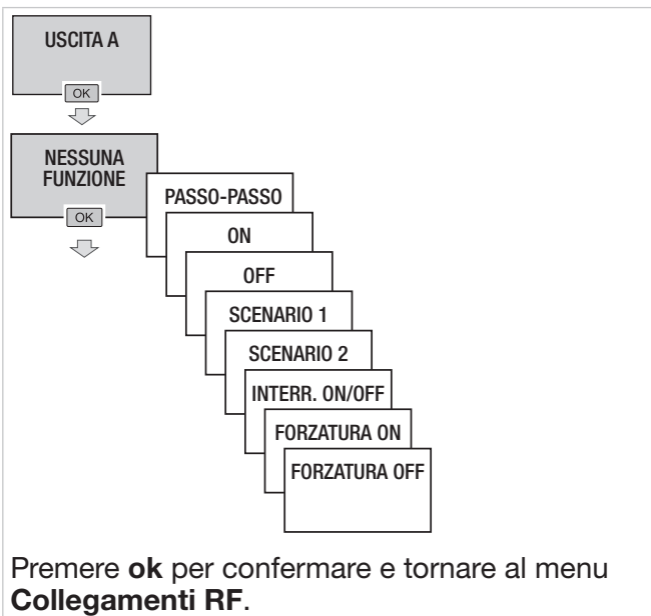 USCITA A
OK
NESSUNA
FUNZIONE
OK
PASSO-PASSO
ON
OFF
SCENARIO 1
SCENARIO 2
INTERR. ON/OFF
FORZATURA ON
FORZATURA OFF
Premere ok per confermare e tornare al menu
Collegamenti RF.